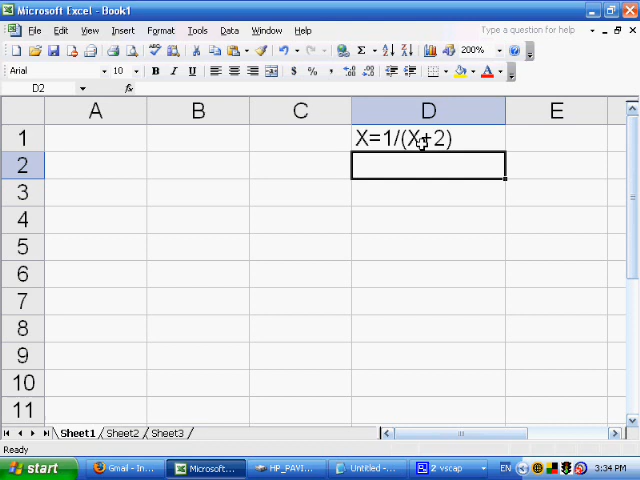 Microsoft Excel - Book1
File Edit View Insert Format Tools Data Window Help Type a question for help
200%
Arial 10 B I U $ % ,
D2 fx
A B C D E
1 X=1/(X+2)
2
3
4
5
6
7
8
9
10
11
Sheet1 Sheet2 Sheet3
Ready
start Gmail - In... Microsof... HP_PAVI... Untitled - ... 2 vscap EN 3:34 PM